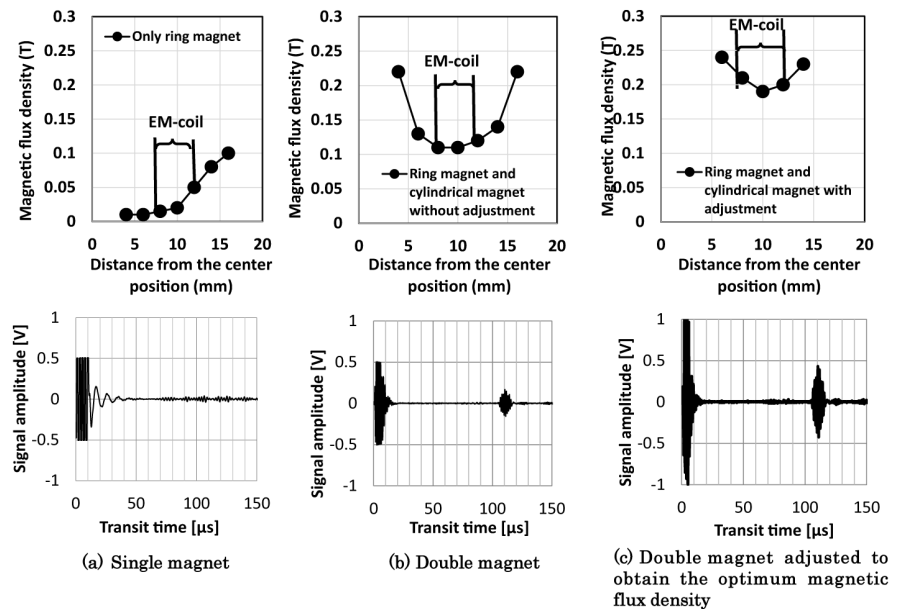 0.3
0.25
0.2
0.15
0.1
0.05
0
Magnetic flux density (T)
Only ring magnet
EM-coil
0 5 10 15 20
Distance from the center
position (mm)
0.3
0.25
0.2
0.15
0.1
0.05
0
Magnetic flux density (T)
EM-coil
Ring magnet and
cylindrical magnet
without adjustment
0 5 10 15 20
Distance from the center
position (mm)
0.3
0.25
0.2
0.15
0.1
0.05
0
Magnetic flux density (T)
EM-coil
Ring magnet and
cylindrical magnet with
adjustment
0 5 10 15 20
Distance from the center
position (mm)
1
0.5
0
-0.5
-1
Signal amplitude [V]
0 50 100 150
Transit time [µs]
(a) Single magnet
1
0.5
0
-0.5
-1
Signal amplitude [V]
0 50 100 150
Transit time [µs]
(b) Double magnet
1
0.5
0
-0.5
-1
Signal amplitude [V]
0 50 100 150
Transit time [µs]
(c) Double magnet adjusted to
obtain the optimum magnetic
flux density